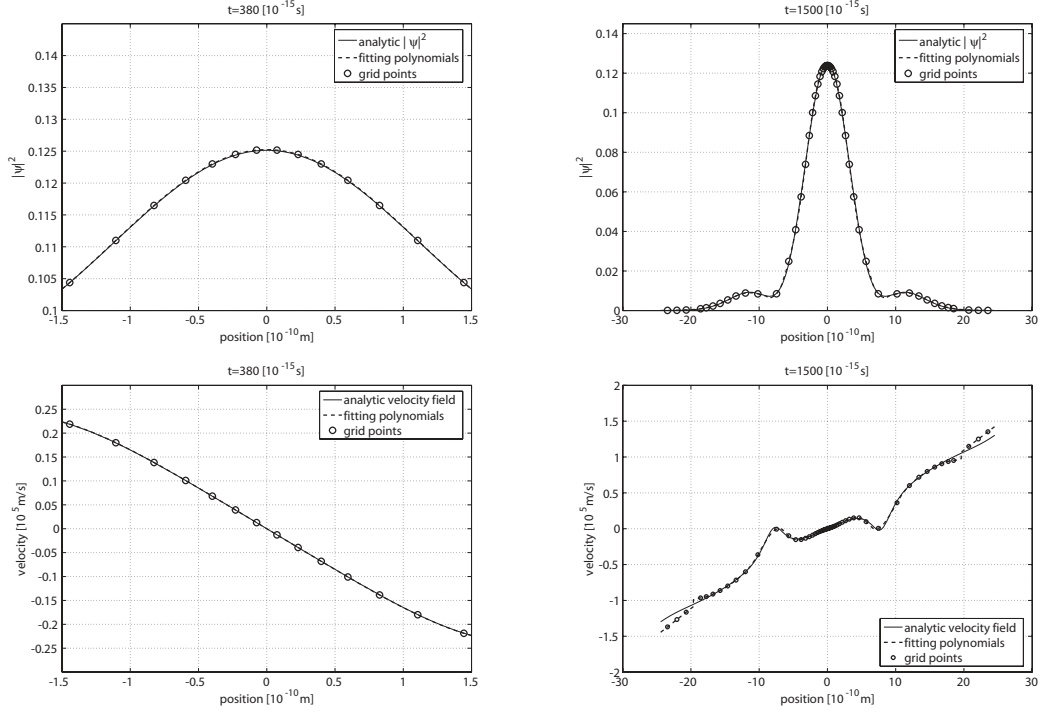 t=380 [10 -15 s]
0.14
0.135
0.13
0.125
0.12
0.115
0.11
0.105
0.1
|ψ|2
analytic | ψ|2
fitting polynomials
grid points
-1.5 -1 -0.5 0 0.5 1 1.5
position [10 -10 m]
t=1500 [10 -15 s]
0.14
0.12
0.1
0.08
0.06
0.04
0.02
0
|ψ|2
analytic | ψ|2
fitting polynomials
grid points
-30 -20 -10 0 10 20 30
position [10 -10 m]
t=380 [10 -15 s]
0.25
0.2
0.15
0.1
0.05
0
-0.05
-0.1
-0.15
-0.2
-0.25
velocity [10 5 m/s]
analytic velocity field
fitting polynomials
grid points
-1.5 -1 -0.5 0 0.5 1 1.5
position [10 -10 m]
t=1500 [10 -15 s]
2
1.5
1
0.5
0
-0.5
-1
-1.5
-2
velocity [10 5 m/s]
analytic velocity field
fitting polynomials
grid points
-30 -20 -10 0 10 20 30
position [10 -10 m]